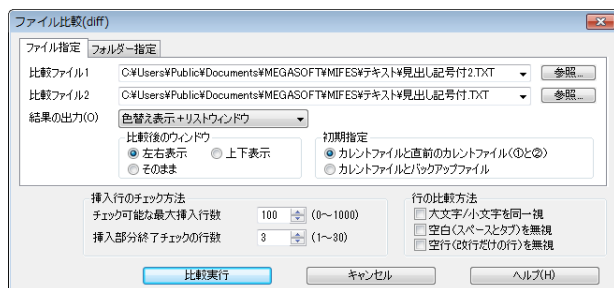 ファイル比較(diff)
ファイル指定 フォルダー指定
比較ファイル1 C:¥Users¥Public¥Documents¥MEGASOFT¥MIFES¥テキスト¥見出し記号付2.TXT 参照...
比較ファイル2 C:¥Users¥Public¥Documents¥MEGASOFT¥MIFES¥テキスト¥見出し記号付.TXT 参照...
結果の出力(O) 色替え表示+リストウィンドウ
比較後のウィンドウ
左右表示 上下表示
そのまま
初期指定
カレントファイルと直前のカレントファイル(①と②)
カレントファイルとバックアップファイル
挿入行のチェック方法
チェック可能な最大挿入行数 100 (0~1000)
挿入部分終了チェックの行数 3 (1~30)
行の比較方法
大文字/小文字を同一視
空白(スペースとタブ)を無視
空行(改行だけの行)を無視
比較実行 キャンセル ヘルプ(H)